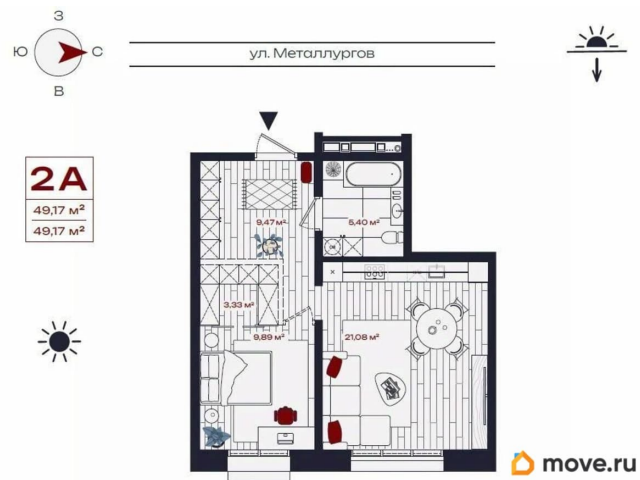 З
Ю
С
В
ул. Металлургов
2А
49,17 м²
49,17 м²
9.47 м²
5,40 м²
3.33 м²
9,89 м²
21,08 м²
move.ru